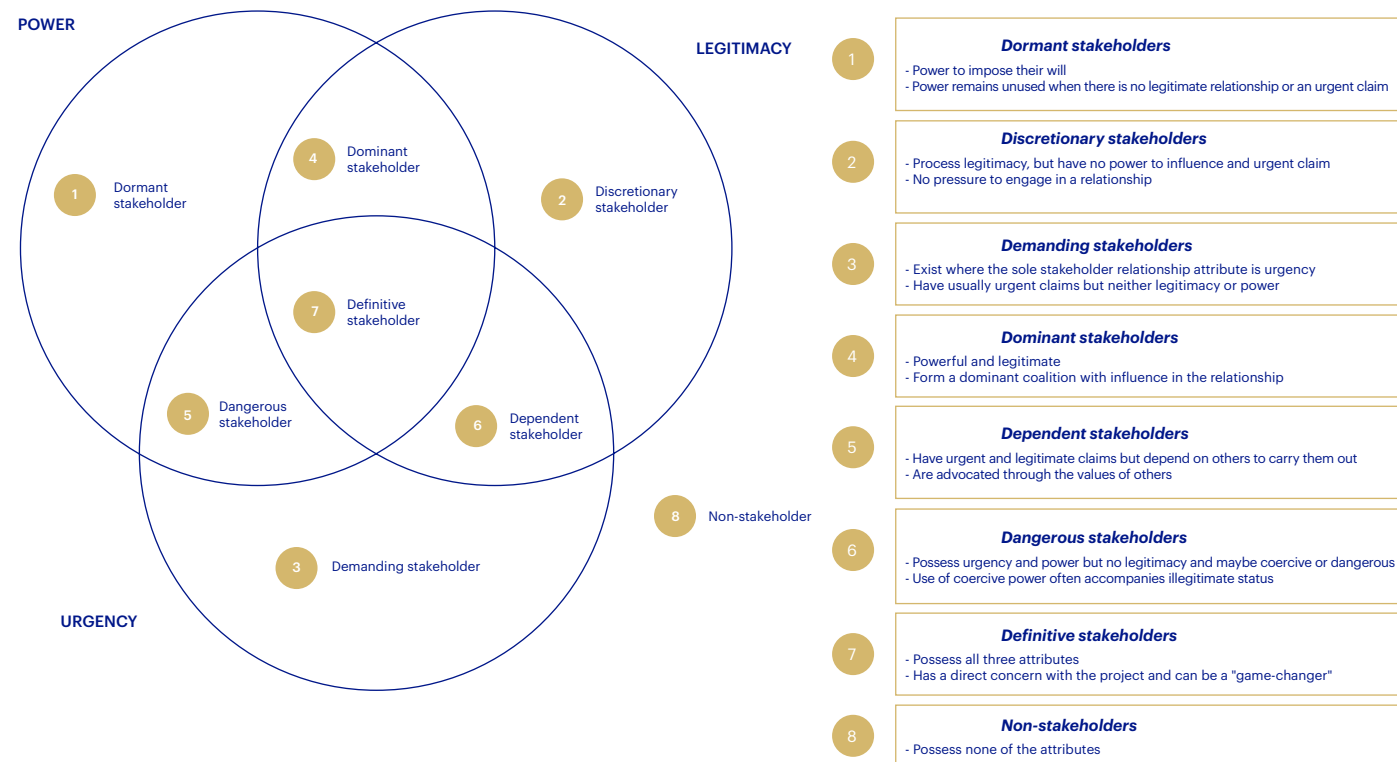 POWER
LEGITIMACY
4
Dominant
stakeholder
1
Dormant
stakeholder
2
Discretionary
stakeholder
7
Definitive
stakeholder
5
Dangerous
stakeholder
6
Dependent
stakeholder
8
Non-stakeholder
3
Demanding stakeholder
URGENCY
1
Dormant stakeholders
- Power to impose their will
- Power remains unused when there is no legitimate relationship or an urgent claim
2
Discretionary stakeholders
- Process legitimacy, but have no power to influence and urgent claim
- No pressure to engage in a relationship
3
Demanding stakeholders
- Exist where the sole stakeholder relationship attribute is urgency
- Have usually urgent claims but neither legitimacy or power
4
Dominant stakeholders
- Powerful and legitimate
- Form a dominant coalition with influence in the relationship
5
Dependent stakeholders
- Have urgent and legitimate claims but depend on others to carry them out
- Are advocated through the values of others
6
Dangerous stakeholders
- Possess urgency and power but no legitimacy and maybe coercive or dangerous
- Use of coercive power often accompanies illegitimate status
7
Definitive stakeholders
- Possess all three attributes
- Has a direct concern with the project and can be a "game-changer"
8
Non-stakeholders
- Possess none of the attributes